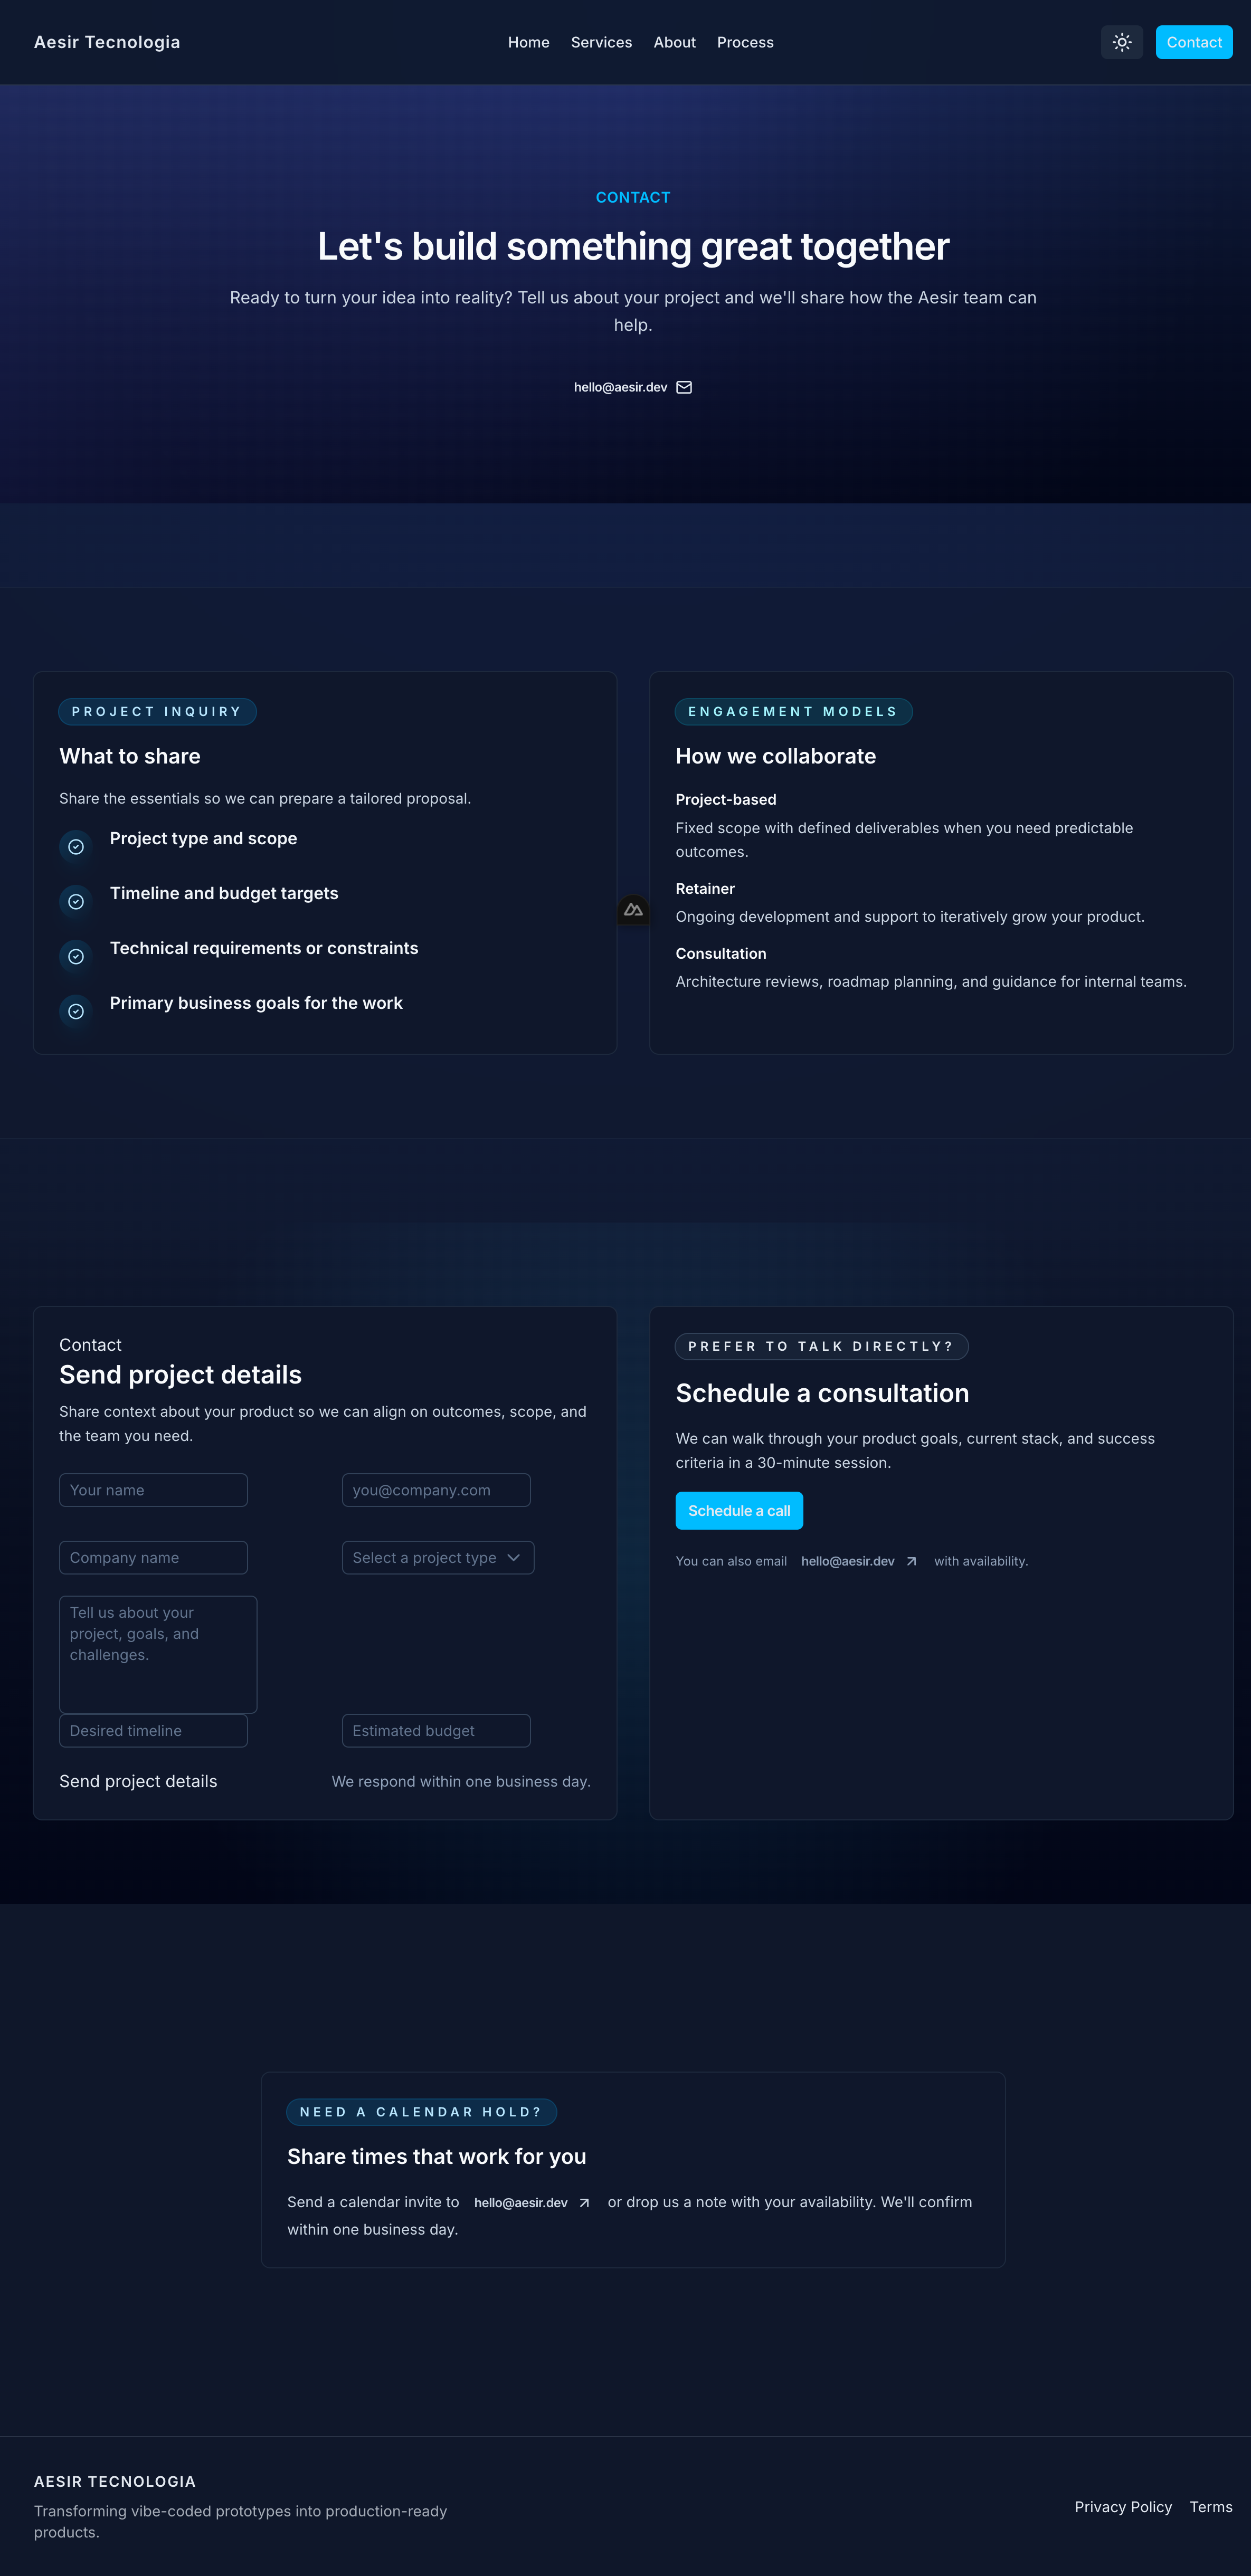 Aesir Tecnologia
Home Services About Process
Contact
CONTACT
Let's build something great together
Ready to turn your idea into reality? Tell us about your project and we'll share how the Aesir team can
help.
hello@aesir.dev
PROJECT INQUIRY
What to share
Share the essentials so we can prepare a tailored proposal.
Project type and scope
Timeline and budget targets
Technical requirements or constraints
Primary business goals for the work
ENGAGEMENT MODELS
How we collaborate
Project-based
Fixed scope with defined deliverables when you need predictable
outcomes.
Retainer
Ongoing development and support to iteratively grow your product.
Consultation
Architecture reviews, roadmap planning, and guidance for internal teams.
Contact
Send project details
Share context about your product so we can align on outcomes, scope, and
the team you need.
Your name
you@company.com
Company name
Select a project type
Tell us about your
project, goals, and
challenges.
Desired timeline
Estimated budget
Send project details
We respond within one business day.
PREFER TO TALK DIRECTLY?
Schedule a consultation
We can walk through your product goals, current stack, and success
criteria in a 30-minute session.
Schedule a call
You can also email hello@aesir.dev with availability.
NEED A CALENDAR HOLD?
Share times that work for you
Send a calendar invite to hello@aesir.dev or drop us a note with your availability. We'll confirm
within one business day.
AESIR TECNOLOGIA
Transforming vibe-coded prototypes into production-ready
products.
Privacy Policy Terms